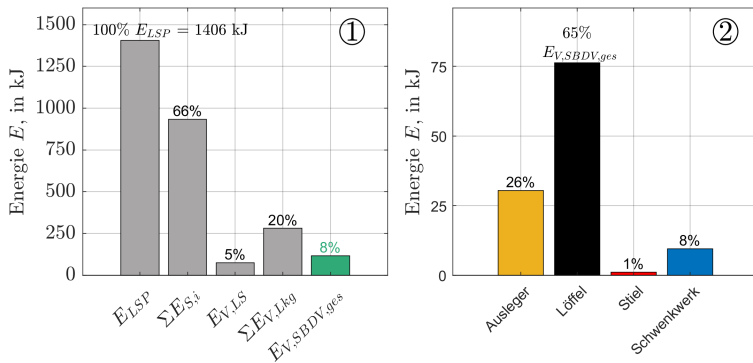 100% E_LSP = 1406 kJ
①
Energie E, in kJ
1500
1250
1000
750
500
250
0
66%
5%
20%
8%
E_LSP
ΣE_S,i
E_V,LS
ΣE_V,Lkg
E_V,SBDV,ges
②
Energie E, in kJ
75
50
25
0
26%
65%
E_V,SBDV,ges
1%
8%
Ausleger
Löffel
Stiel
Schwenkwerk